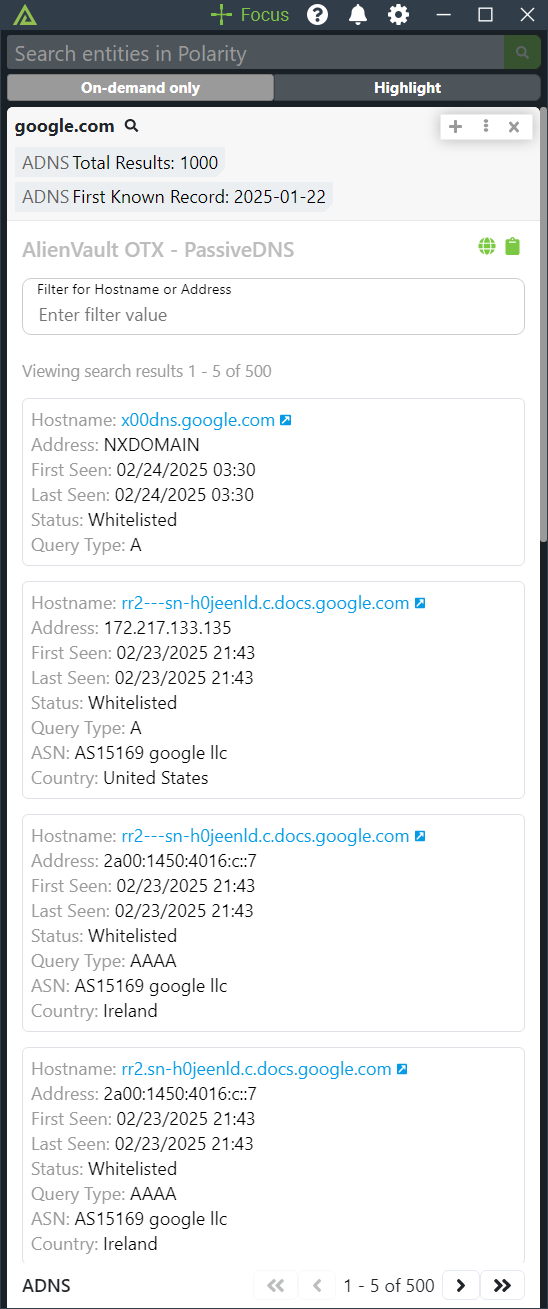 Focus
Search entities in Polarity
On-demand only
Highlight
google.com
ADNS Total Results: 1000
ADNS First Known Record: 2025-01-22
AlienVault OTX - PassiveDNS
Filter for Hostname or Address
Enter filter value
Viewing search results 1 - 5 of 500
Hostname: x00dns.google.com
Address: NXDOMAIN
First Seen: 02/24/2025 03:30
Last Seen: 02/24/2025 03:30
Status: Whitelisted
Query Type: A
Hostname: rr2---sn-h0jeenld.c.docs.google.com
Address: 172.217.133.135
First Seen: 02/23/2025 21:43
Last Seen: 02/23/2025 21:43
Status: Whitelisted
Query Type: A
ASN: AS15169 google llc
Country: United States
Hostname: rr2---sn-h0jeenld.c.docs.google.com
Address: 2a00:1450:4016:c::7
First Seen: 02/23/2025 21:43
Last Seen: 02/23/2025 21:43
Status: Whitelisted
Query Type: AAAA
ASN: AS15169 google llc
Country: Ireland
Hostname: rr2.sn-h0jeenld.c.docs.google.com
Address: 2a00:1450:4016:c::7
First Seen: 02/23/2025 21:43
Last Seen: 02/23/2025 21:43
Status: Whitelisted
Query Type: AAAA
ASN: AS15169 google llc
Country: Ireland
ADNS
1 - 5 of 500